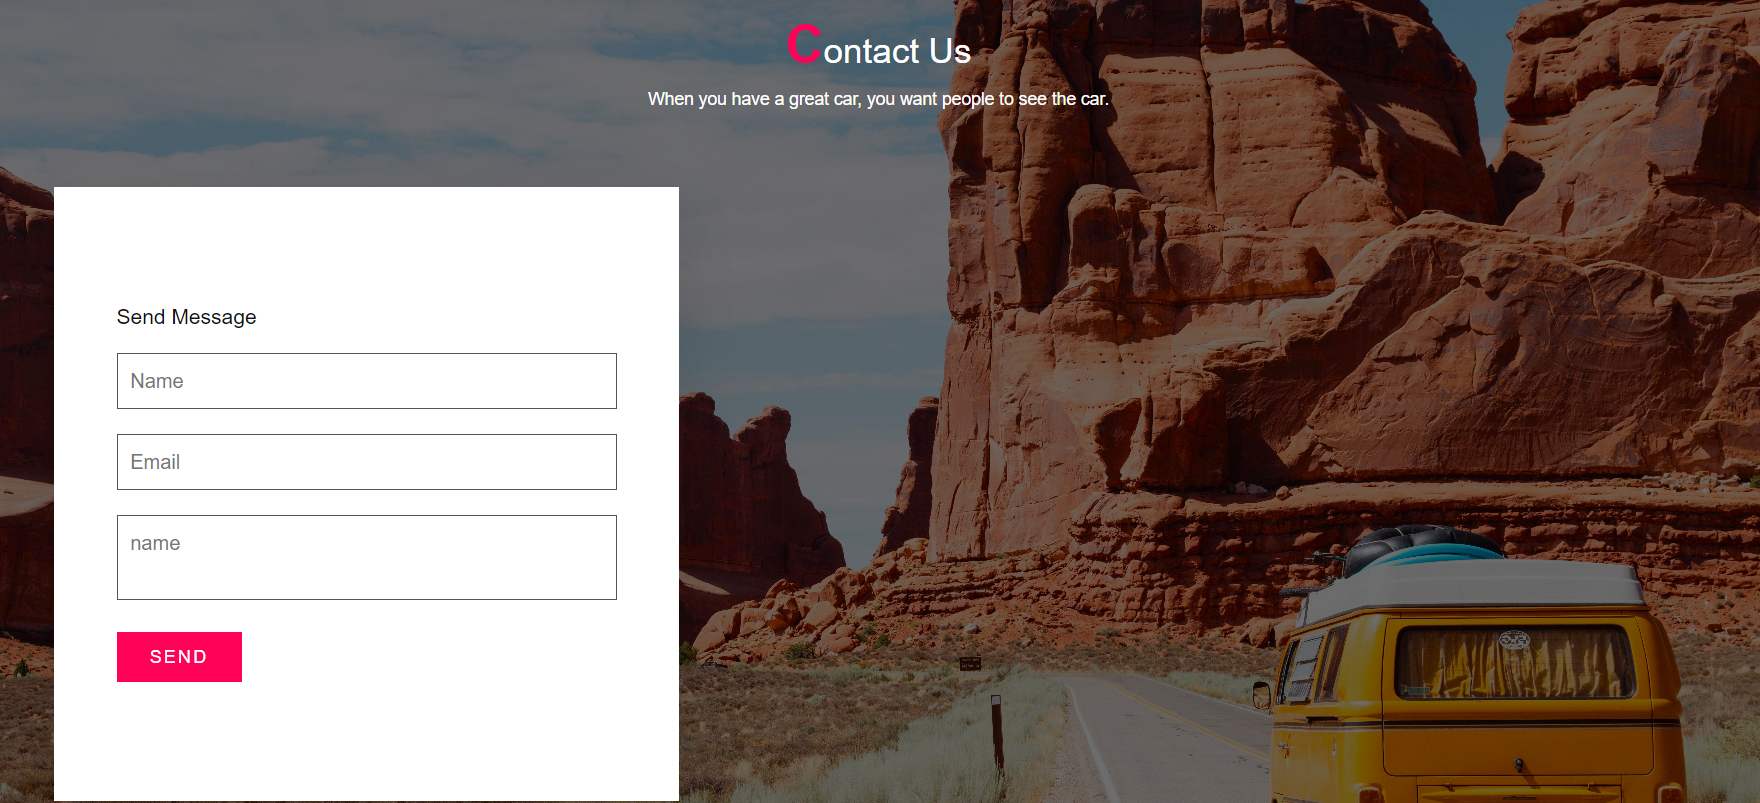 Contact Us
When you have a great car, you want people to see the car.
Send Message
Name
Email
name
SEND